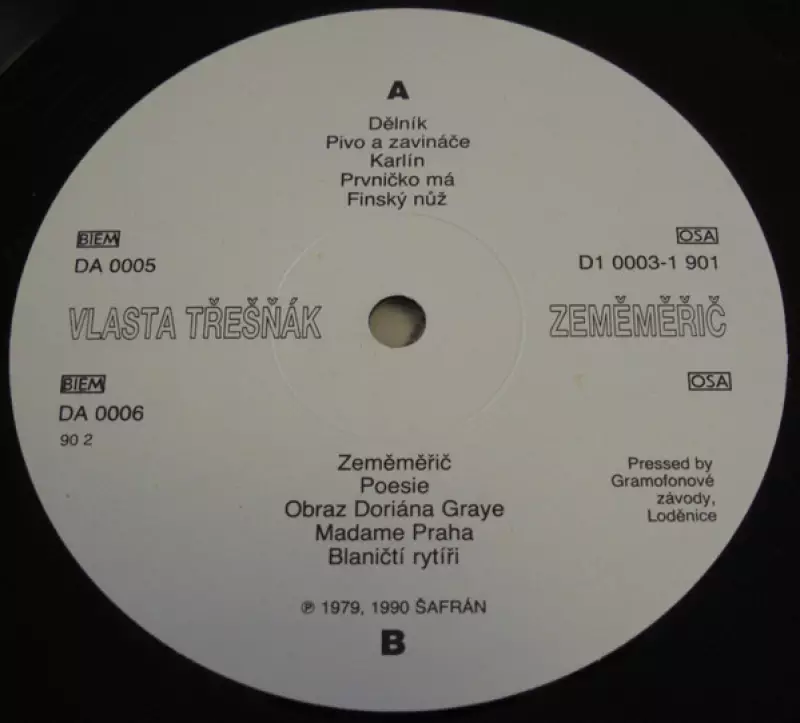 A
Dělník
Pivo a zavináče
Karlín
Prvničko má
Finský nůž
BIEM
DA 0005
OSA
D1 0003-1 901
VLASTA TŘEŠŇÁK
ZEMĚMĚŘIČ
BIEM
DA 0006
90 2
OSA
Zeměměřič
Poesie
Obraz Doriána Graye
Madame Praha
Blaničtí rytíři
Pressed by
Gramofonové
závody,
Loděnice
℗ 1979, 1990 ŠAFRÁN
B